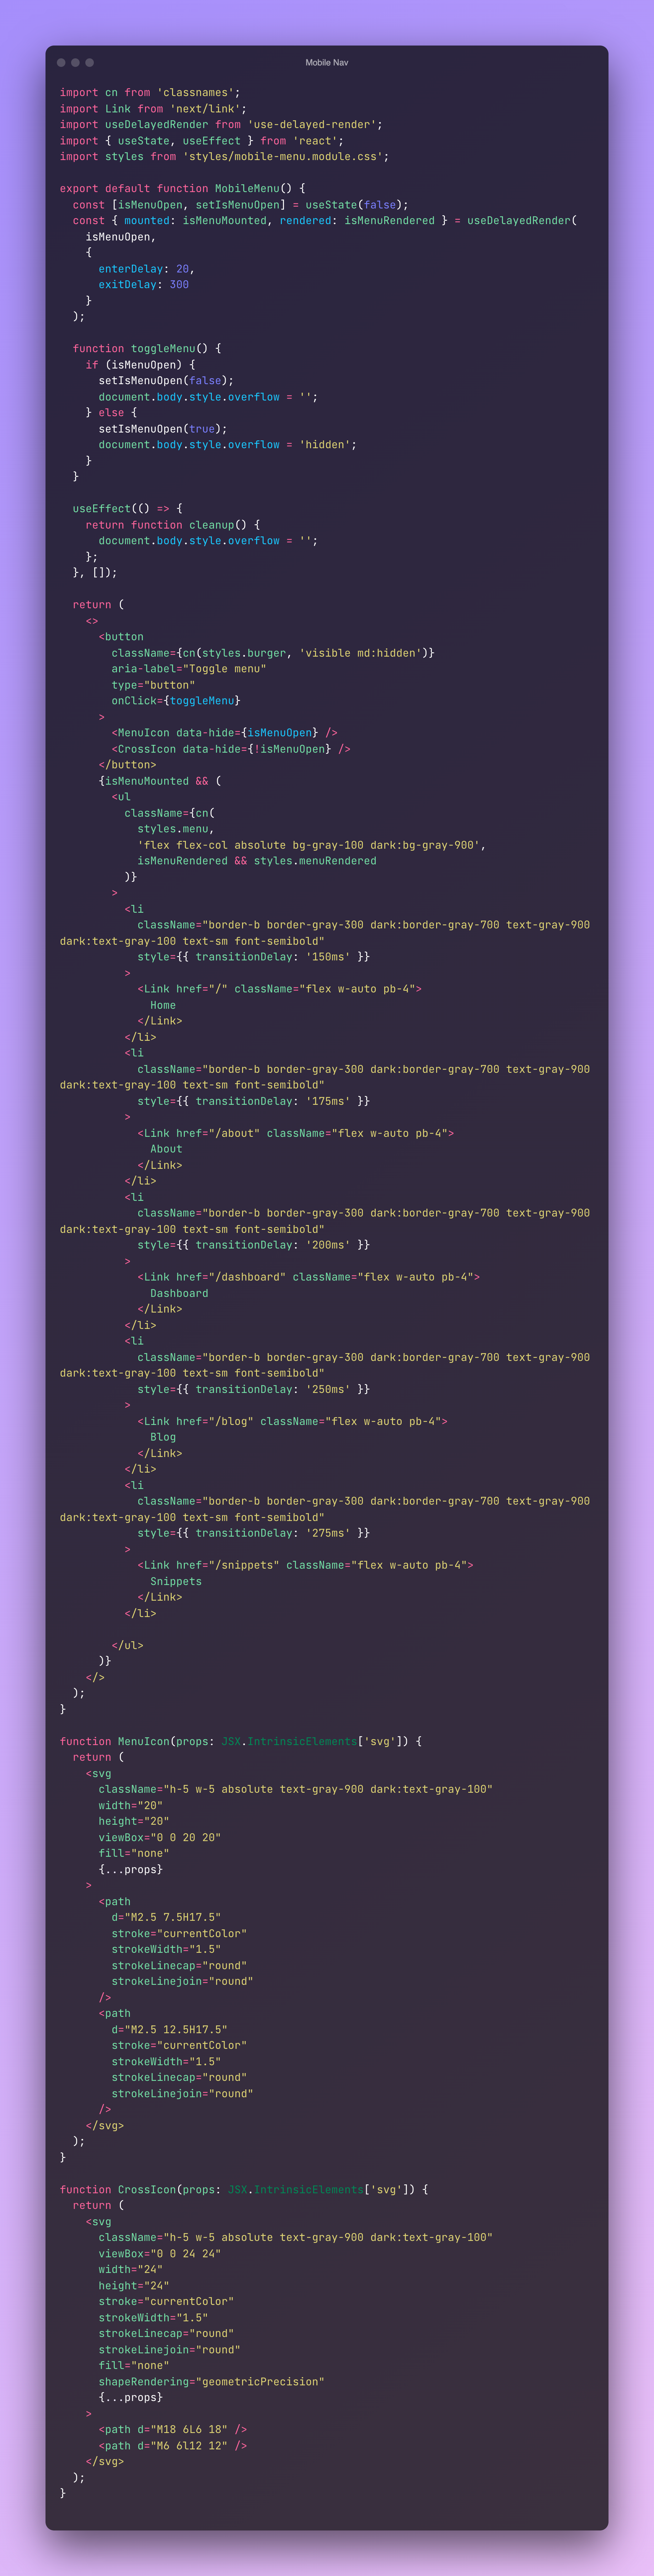 Mobile Nav
import cn from 'classnames';
import Link from 'next/link';
import useDelayedRender from 'use-delayed-render';
import { useState, useEffect } from 'react';
import styles from 'styles/mobile-menu.module.css';

export default function MobileMenu() {
  const [isMenuOpen, setIsMenuOpen] = useState(false);
  const { mounted: isMenuMounted, rendered: isMenuRendered } = useDelayedRender(
    isMenuOpen,
    {
      enterDelay: 20,
      exitDelay: 300
    }
  );

  function toggleMenu() {
    if (isMenuOpen) {
      setIsMenuOpen(false);
      document.body.style.overflow = '';
    } else {
      setIsMenuOpen(true);
      document.body.style.overflow = 'hidden';
    }
  }

  useEffect(() => {
    return function cleanup() {
      document.body.style.overflow = '';
    };
  }, []);

  return (
    <>
      <button
        className={cn(styles.burger, 'visible md:hidden')}
        aria-label="Toggle menu"
        type="button"
        onClick={toggleMenu}
      >
        <MenuIcon data-hide={isMenuOpen} />
        <CrossIcon data-hide={!isMenuOpen} />
      </button>
      {isMenuMounted && (
        <ul
          className={cn(
            styles.menu,
            'flex flex-col absolute bg-gray-100 dark:bg-gray-900',
            isMenuRendered && styles.menuRendered
          )}
        >
          <li
            className="border-b border-gray-300 dark:border-gray-700 text-gray-900
dark:text-gray-100 text-sm font-semibold"
            style={{ transitionDelay: '150ms' }}
          >
            <Link href="/" className="flex w-auto pb-4">
              Home
            </Link>
          </li>
          <li
            className="border-b border-gray-300 dark:border-gray-700 text-gray-900
dark:text-gray-100 text-sm font-semibold"
            style={{ transitionDelay: '175ms' }}
          >
            <Link href="/about" className="flex w-auto pb-4">
              About
            </Link>
          </li>
          <li
            className="border-b border-gray-300 dark:border-gray-700 text-gray-900
dark:text-gray-100 text-sm font-semibold"
            style={{ transitionDelay: '200ms' }}
          >
            <Link href="/dashboard" className="flex w-auto pb-4">
              Dashboard
            </Link>
          </li>
          <li
            className="border-b border-gray-300 dark:border-gray-700 text-gray-900
dark:text-gray-100 text-sm font-semibold"
            style={{ transitionDelay: '250ms' }}
          >
            <Link href="/blog" className="flex w-auto pb-4">
              Blog
            </Link>
          </li>
          <li
            className="border-b border-gray-300 dark:border-gray-700 text-gray-900
dark:text-gray-100 text-sm font-semibold"
            style={{ transitionDelay: '275ms' }}
          >
            <Link href="/snippets" className="flex w-auto pb-4">
              Snippets
            </Link>
          </li>

        </ul>
      )}
    </>
  );
}

function MenuIcon(props: JSX.IntrinsicElements['svg']) {
  return (
    <svg
      className="h-5 w-5 absolute text-gray-900 dark:text-gray-100"
      width="20"
      height="20"
      viewBox="0 0 20 20"
      fill="none"
      {...props}
    >
      <path
        d="M2.5 7.5H17.5"
        stroke="currentColor"
        strokeWidth="1.5"
        strokeLinecap="round"
        strokeLinejoin="round"
      />
      <path
        d="M2.5 12.5H17.5"
        stroke="currentColor"
        strokeWidth="1.5"
        strokeLinecap="round"
        strokeLinejoin="round"
      />
    </svg>
  );
}

function CrossIcon(props: JSX.IntrinsicElements['svg']) {
  return (
    <svg
      className="h-5 w-5 absolute text-gray-900 dark:text-gray-100"
      viewBox="0 0 24 24"
      width="24"
      height="24"
      stroke="currentColor"
      strokeWidth="1.5"
      strokeLinecap="round"
      strokeLinejoin="round"
      fill="none"
      shapeRendering="geometricPrecision"
      {...props}
    >
      <path d="M18 6L6 18" />
      <path d="M6 6l12 12" />
    </svg>
  );
}